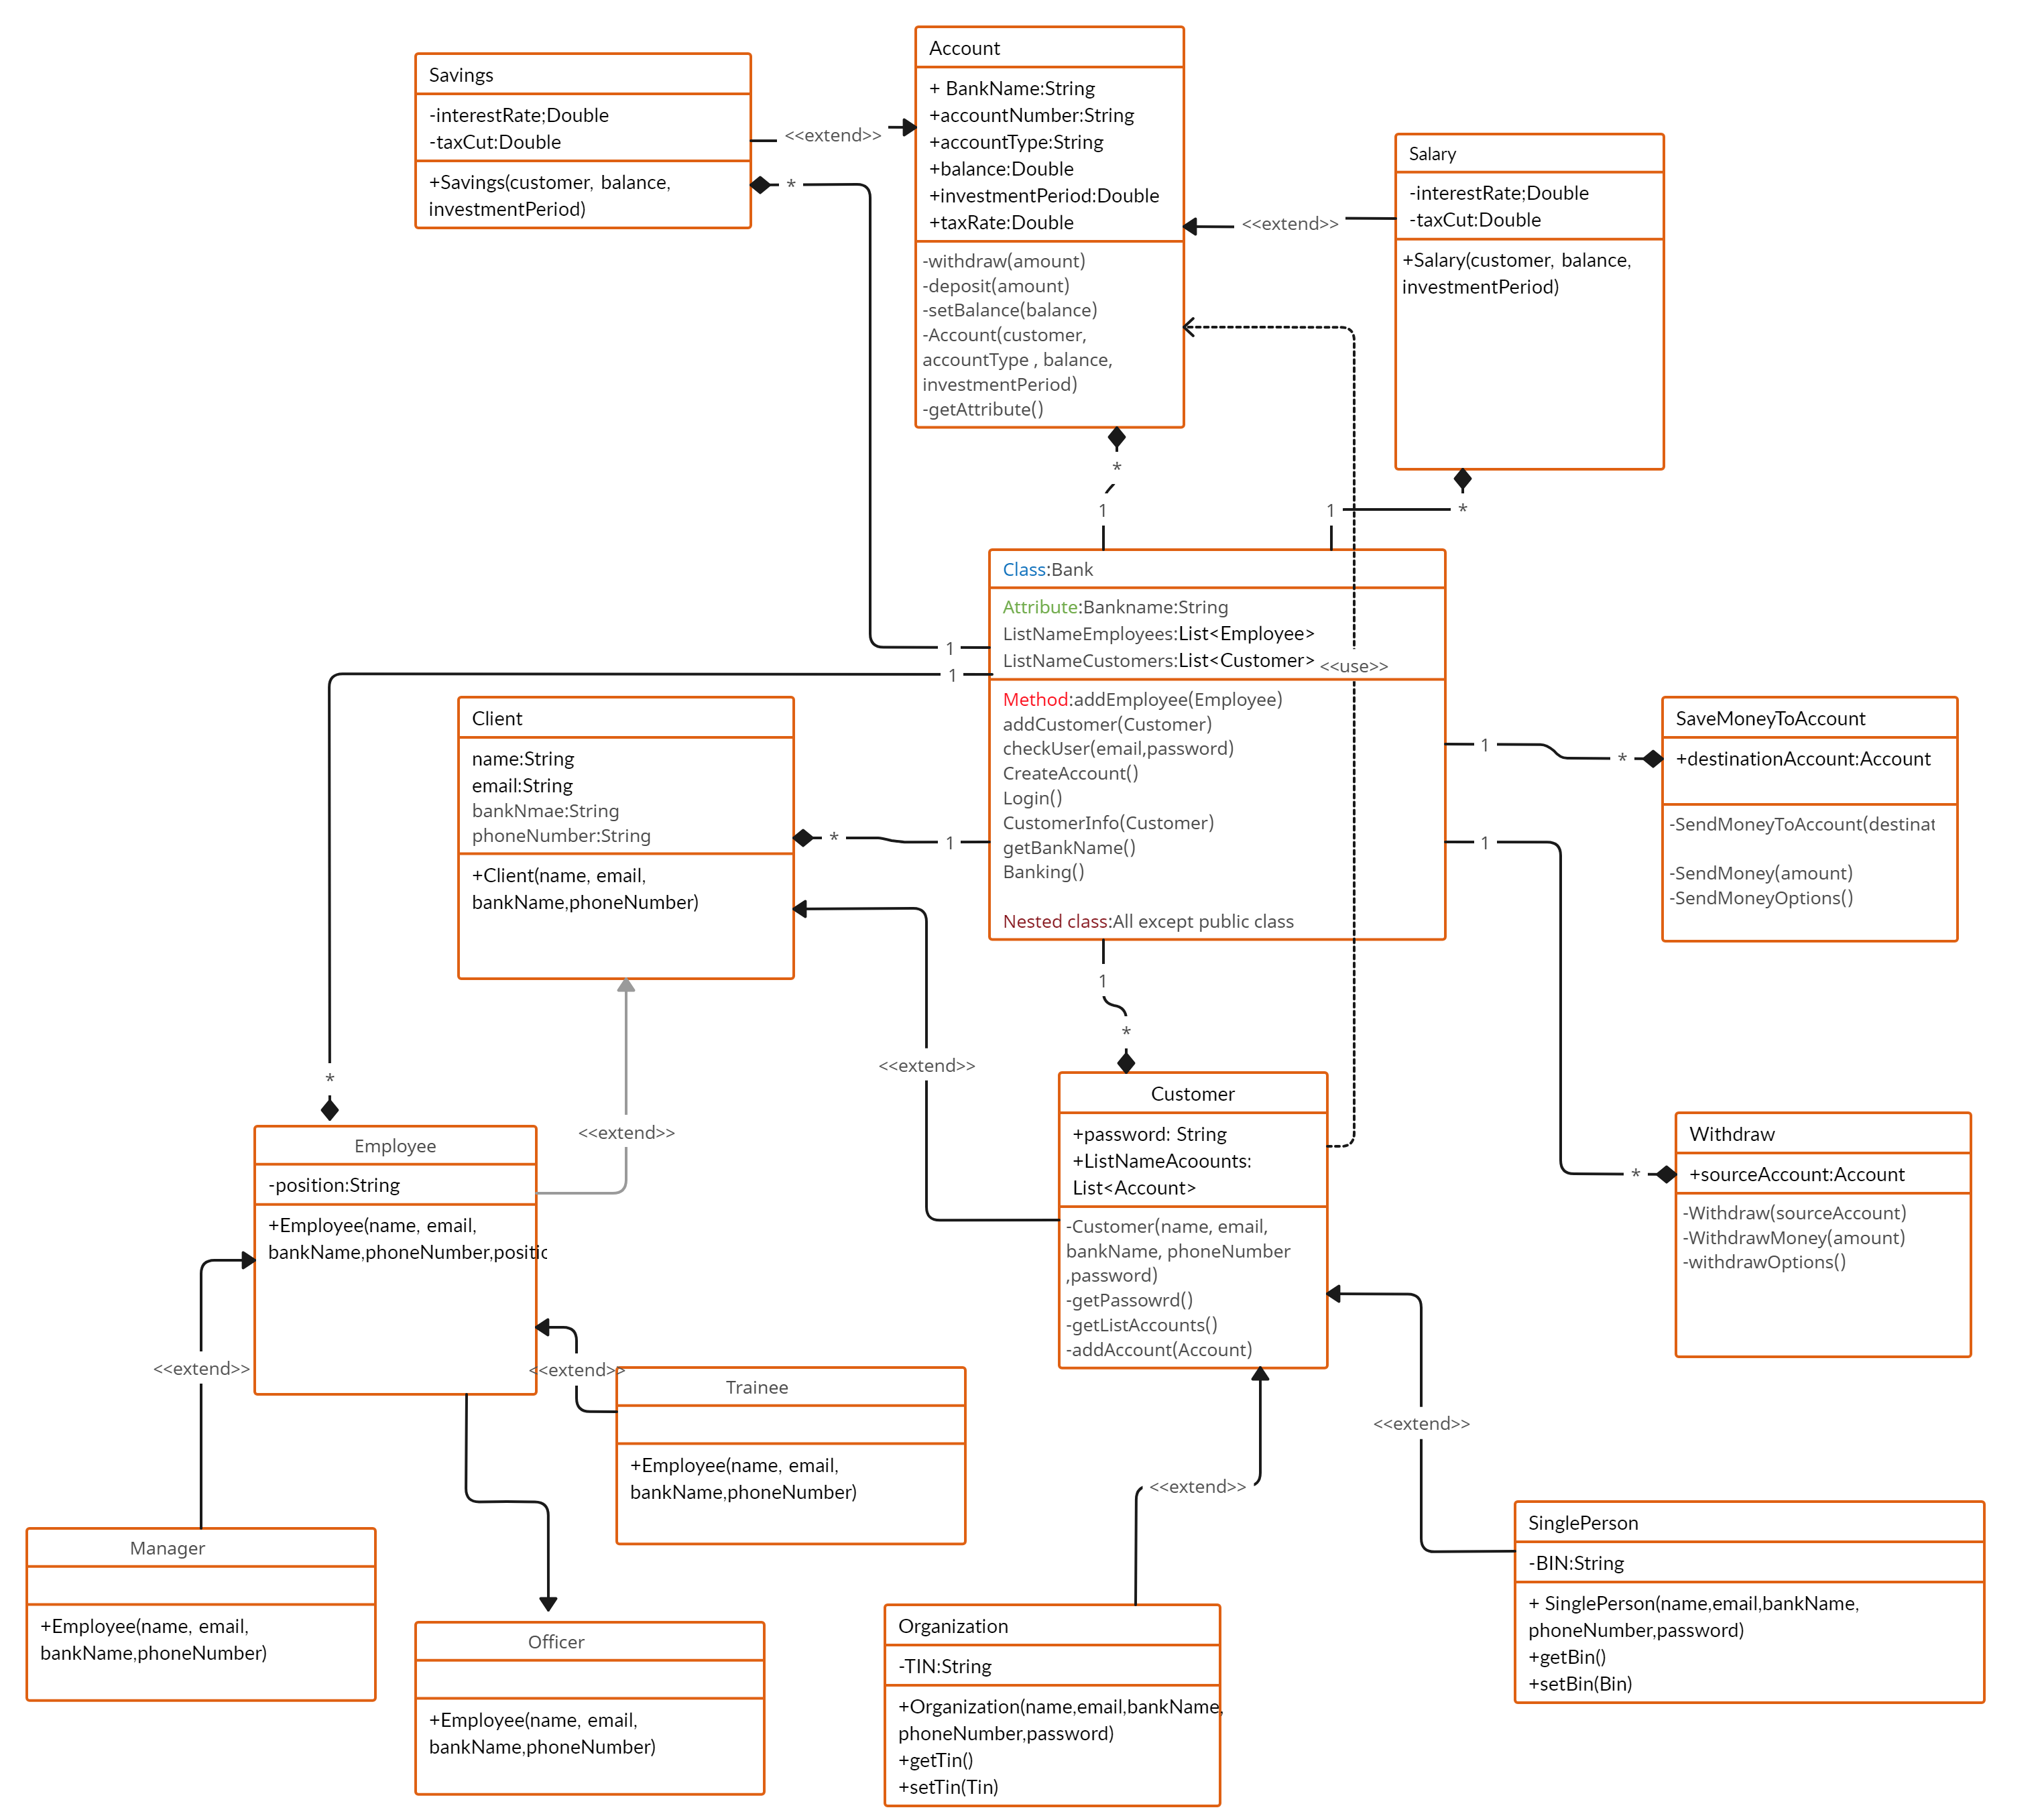 Account
+ BankName:String
+accountNumber:String
+accountType:String
+balance:Double
+investmentPeriod:Double
+taxRate:Double
-withdraw(amount)
-deposit(amount)
-setBalance(balance)
-Account(customer,
accountType , balance,
investmentPeriod)
-getAttribute()
Savings
-interestRate;Double
-taxCut:Double
+Savings(customer, balance,
investmentPeriod)
<<extend>>
*
Salary
-interestRate;Double
-taxCut:Double
+Salary(customer, balance,
investmentPeriod)
<<extend>>
*
1
1
*
Class:Bank
Attribute:Bankname:String
ListNameEmployees:List<Employee>
ListNameCustomers:List<Customer>
Method:addEmployee(Employee)
addCustomer(Customer)
checkUser(email,password)
CreateAccount()
Login()
CustomerInfo(Customer)
getBankName()
Banking()
Nested class:All except public class
<<use>>
1
1
Client
name:String
email:String
bankNmae:String
phoneNumber:String
+Client(name, email,
bankName,phoneNumber)
*
1
SaveMoneyToAccount
+destinationAccount:Account
-SendMoneyToAccount(destinat
-SendMoney(amount)
-SendMoneyOptions()
1
*
1
1
*
<<extend>>
*
<<extend>>
Customer
+password: String
+ListNameAcoounts:
List<Account>
-Customer(name, email,
bankName, phoneNumber
,password)
-getPassowrd()
-getListAccounts()
-addAccount(Account)
Withdraw
+sourceAccount:Account
-Withdraw(sourceAccount)
-WithdrawMoney(amount)
-withdrawOptions()
*
Employee
-position:String
+Employee(name, email,
bankName,phoneNumber,positic
<<extend>>
<<extend>>
Trainee
+Employee(name, email,
bankName,phoneNumber)
<<extend>>
<<extend>>
Manager
+Employee(name, email,
bankName,phoneNumber)
Officer
+Employee(name, email,
bankName,phoneNumber)
Organization
-TIN:String
+Organization(name,email,bankName,
phoneNumber,password)
+getTin()
+setTin(Tin)
SinglePerson
-BIN:String
+ SinglePerson(name,email,bankName,
phoneNumber,password)
+getBin()
+setBin(Bin)